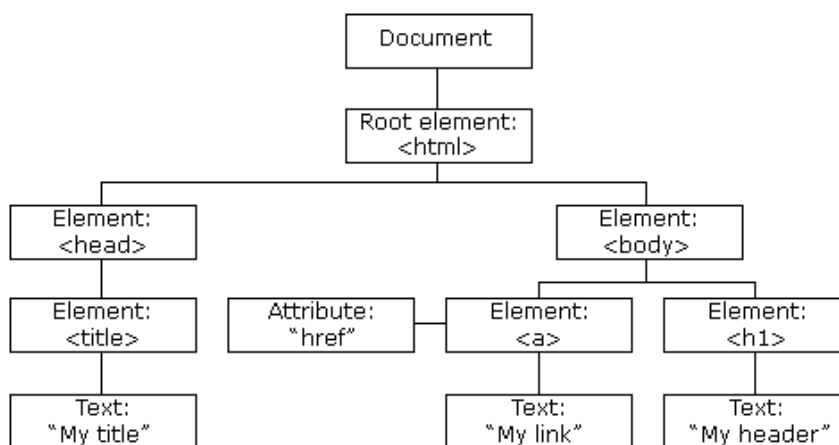 Document
Root element:
<html>
Element:
<head>
Element:
<body>
Element:
<title>
Attribute:
“href”
Element:
<a>
Element:
<h1>
Text:
“My title”
Text:
“My link”
Text:
“My header”